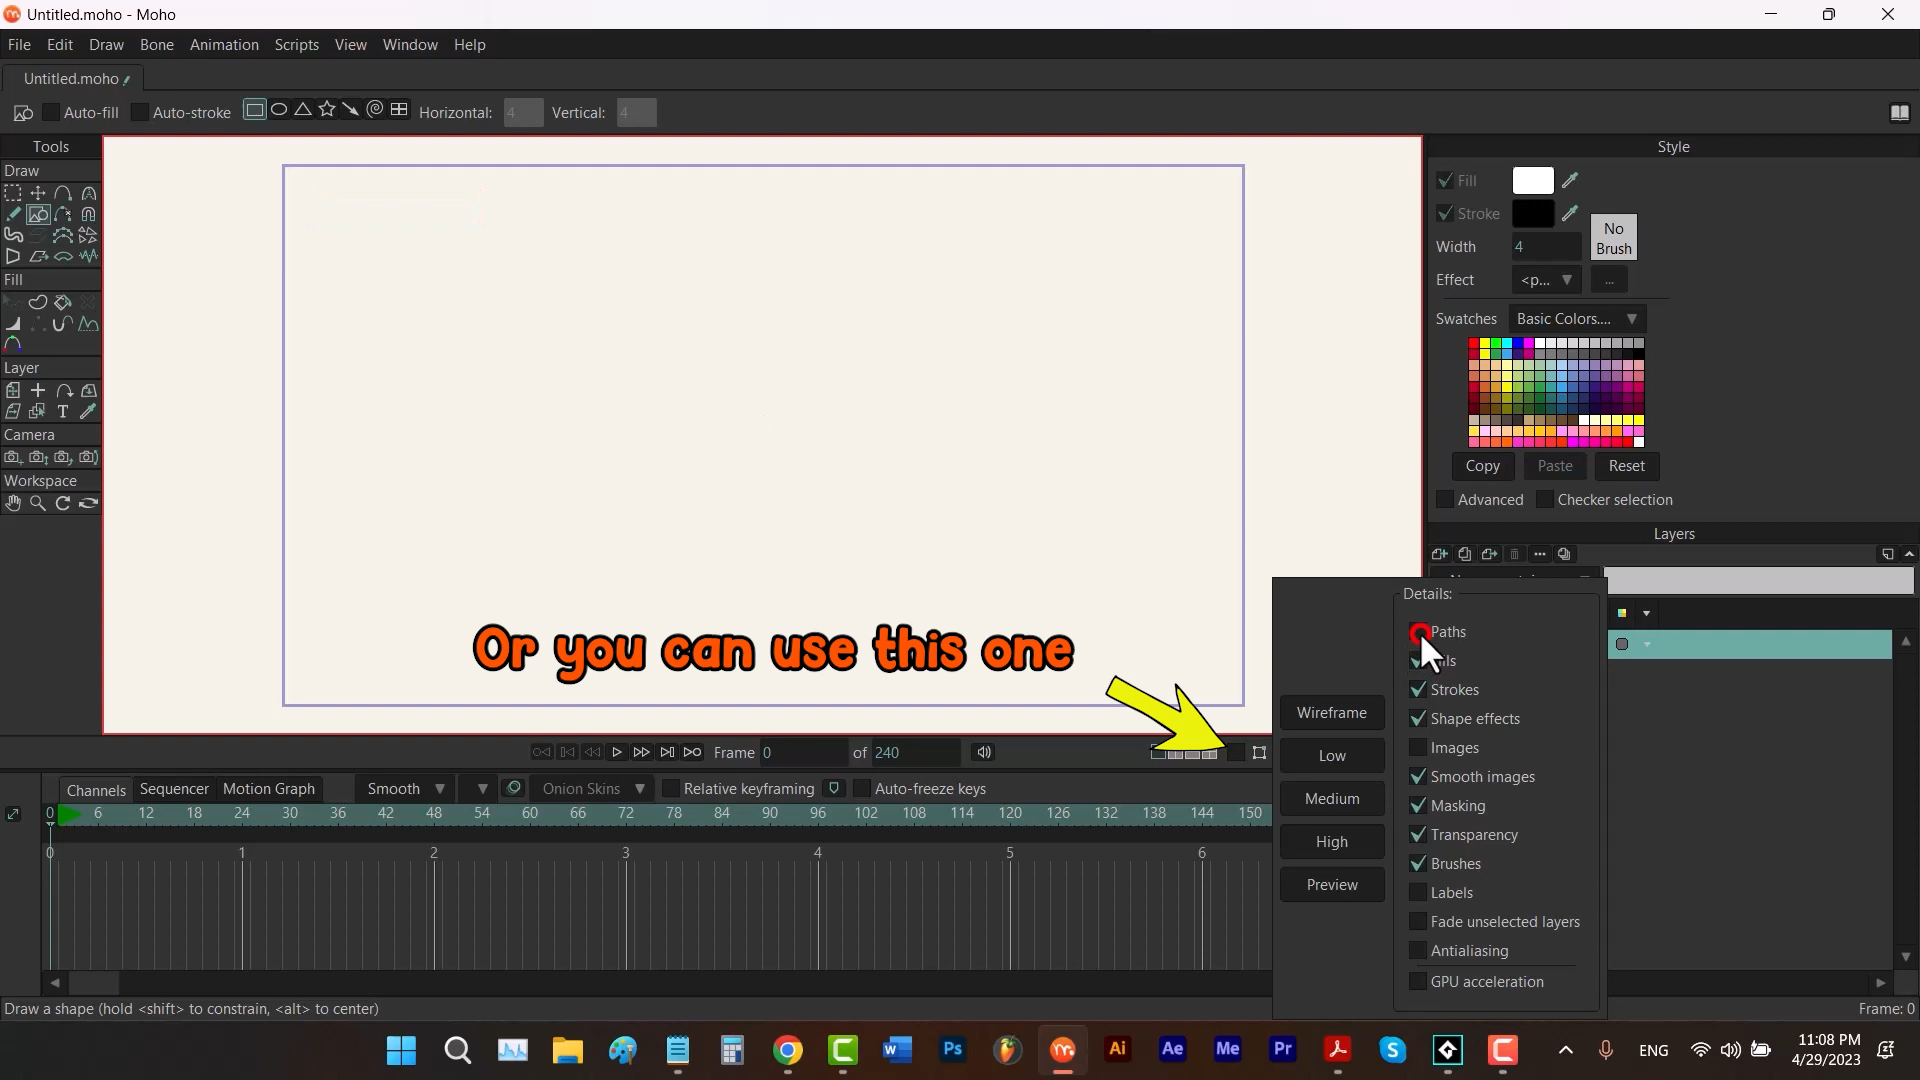 Untitled.moho - Moho
File Edit Draw Bone Animation Scripts View Window Help
Untitled.moho
Auto-fill Auto-stroke Horizontal: 4 Vertical: 4
Tools
Style
Draw
Fill
Layer
Camera
Workspace
Fill
Stroke
Width 4
No Brush
Effect <p... ...
Swatches Basic Colors....
Copy Paste Reset
Advanced Checker selection
Layers
Or you can use this one
Details:
Paths
Strokes
Shape effects
Images
Smooth images
Masking
Transparency
Brushes
Labels
Fade unselected layers
Antialiasing
GPU acceleration
Wireframe
Low
Medium
High
Preview
Frame 0 of 240
Channels Sequencer Motion Graph Smooth Onion Skins Relative keyframing Auto-freeze keys
0 6 12 18 24 30 36 42 48 54 60 66 72 78 84 90 96 102 108 114 120 126 132 138 144 150
0 1 2 3 4 5 6
Draw a shape (hold <shift> to constrain, <alt> to center)
Frame: 0
ENG
11:08 PM
4/29/2023